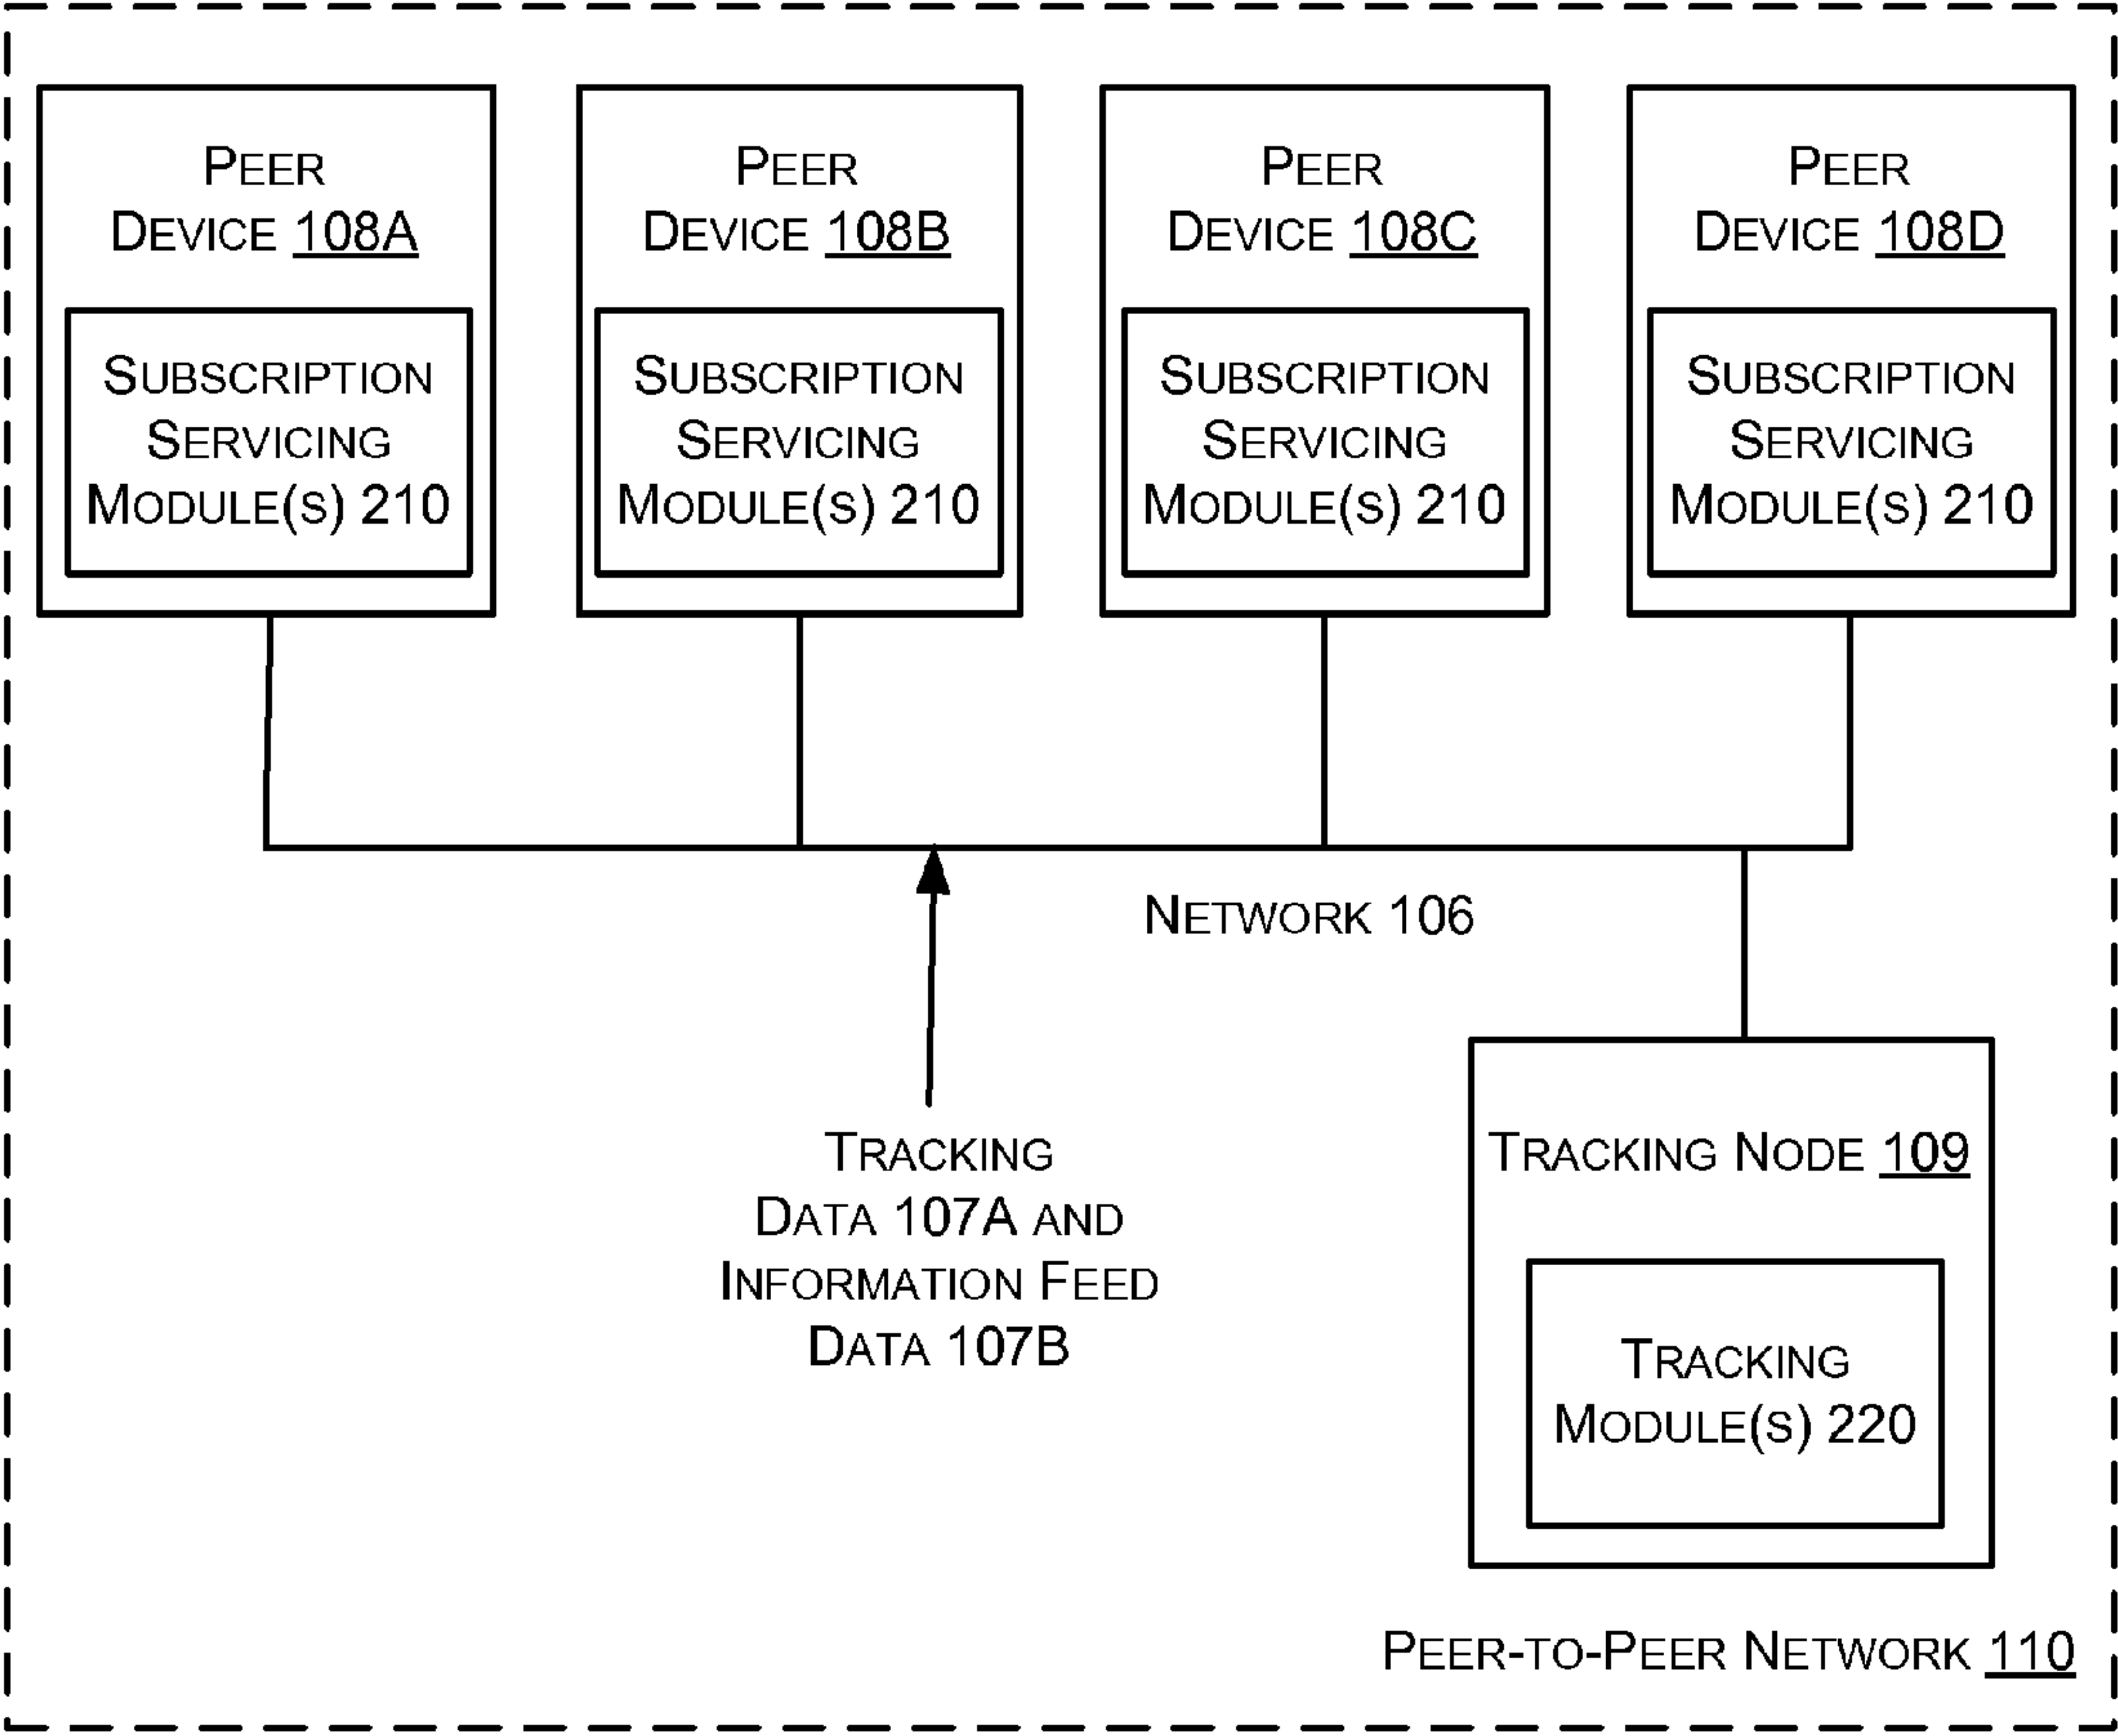 PEER
DEVICE 108A
SUBSCRIPTION
SERVICING
MODULE(S) 210
PEER
DEVICE 108B
SUBSCRIPTION
SERVICING
MODULE(S) 210
PEER
DEVICE 108C
SUBSCRIPTION
SERVICING
MODULE(S) 210
PEER
DEVICE 108D
SUBSCRIPTION
SERVICING
MODULE(S) 210
NETWORK 106
TRACKING
DATA 107A AND
INFORMATION FEED
DATA 107B
TRACKING NODE 109
TRACKING
MODULE(S) 220
PEER-TO-PEER NETWORK 110